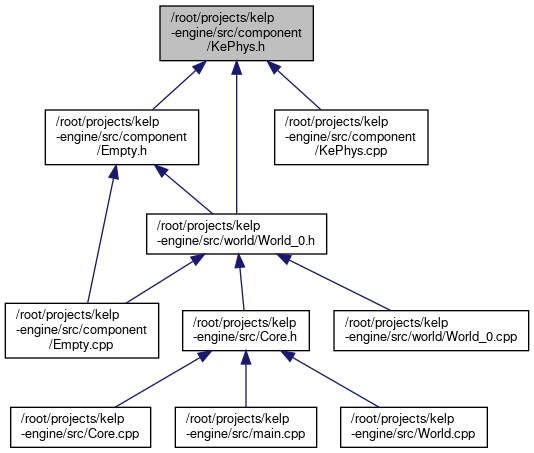 /root/projects/kelp
-engine/src/component
/KePhys.h
/root/projects/kelp
-engine/src/component
/Empty.h
/root/projects/kelp
-engine/src/component
/KePhys.cpp
/root/projects/kelp
-engine/src/world/World_0.h
/root/projects/kelp
-engine/src/component
/Empty.cpp
/root/projects/kelp
-engine/src/Core.h
/root/projects/kelp
-engine/src/world/World_0.cpp
/root/projects/kelp
-engine/src/Core.cpp
/root/projects/kelp
-engine/src/main.cpp
/root/projects/kelp
-engine/src/World.cpp